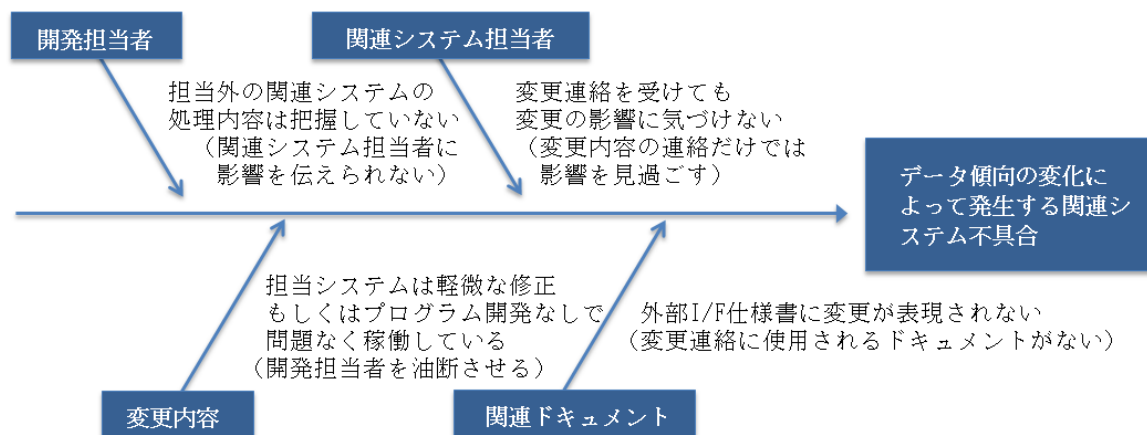 開発担当者
関連システム担当者
担当外の関連システムの
処理内容は把握していない
(関連システム担当者に
影響を伝えられない)
変更連絡を受けても
変更の影響に気づけない
(変更内容の連絡だけでは
影響を見過ごす)
データ傾向の変化に
よって発生する関連シ
ステム不具合
担当システムは軽微な修正
もしくはプログラム開発なしで
問題なく稼働している
(開発担当者を油断させる)
外部I/F仕様書に変更が表現されない
(変更連絡に使用されるドキュメントがない)
変更内容
関連ドキュメント